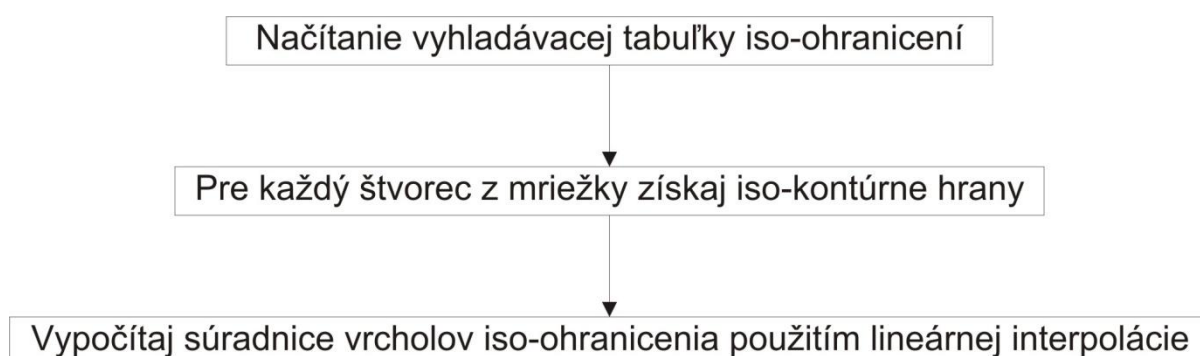 Načítanie vyhladávacej tabuľky iso-ohranicení
Pre každý štvorec z mriežky získaj iso-kontúrne hrany
Vypočítaj súradnice vrcholov iso-ohranicenia použitím lineárnej interpolácie